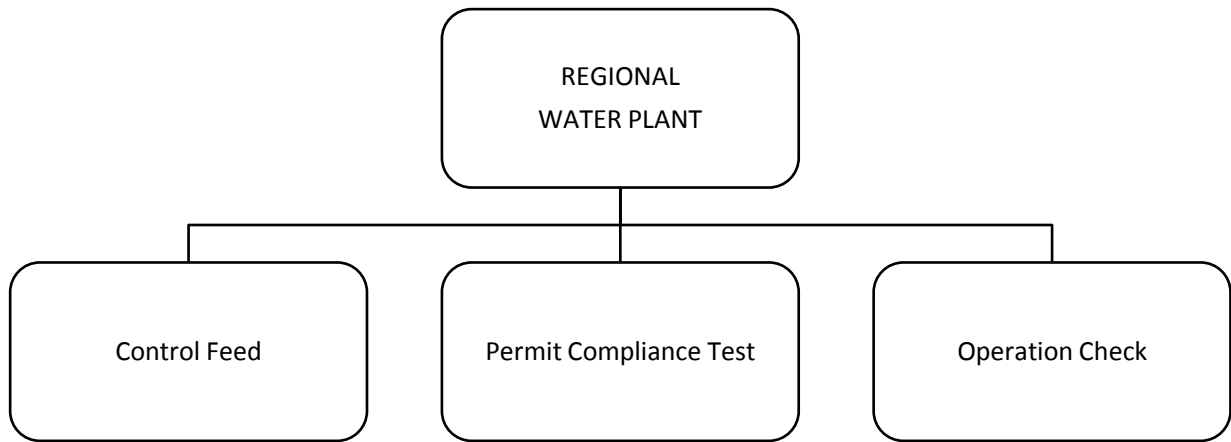 REGIONAL
WATER PLANT
Control Feed
Permit Compliance Test
Operation Check